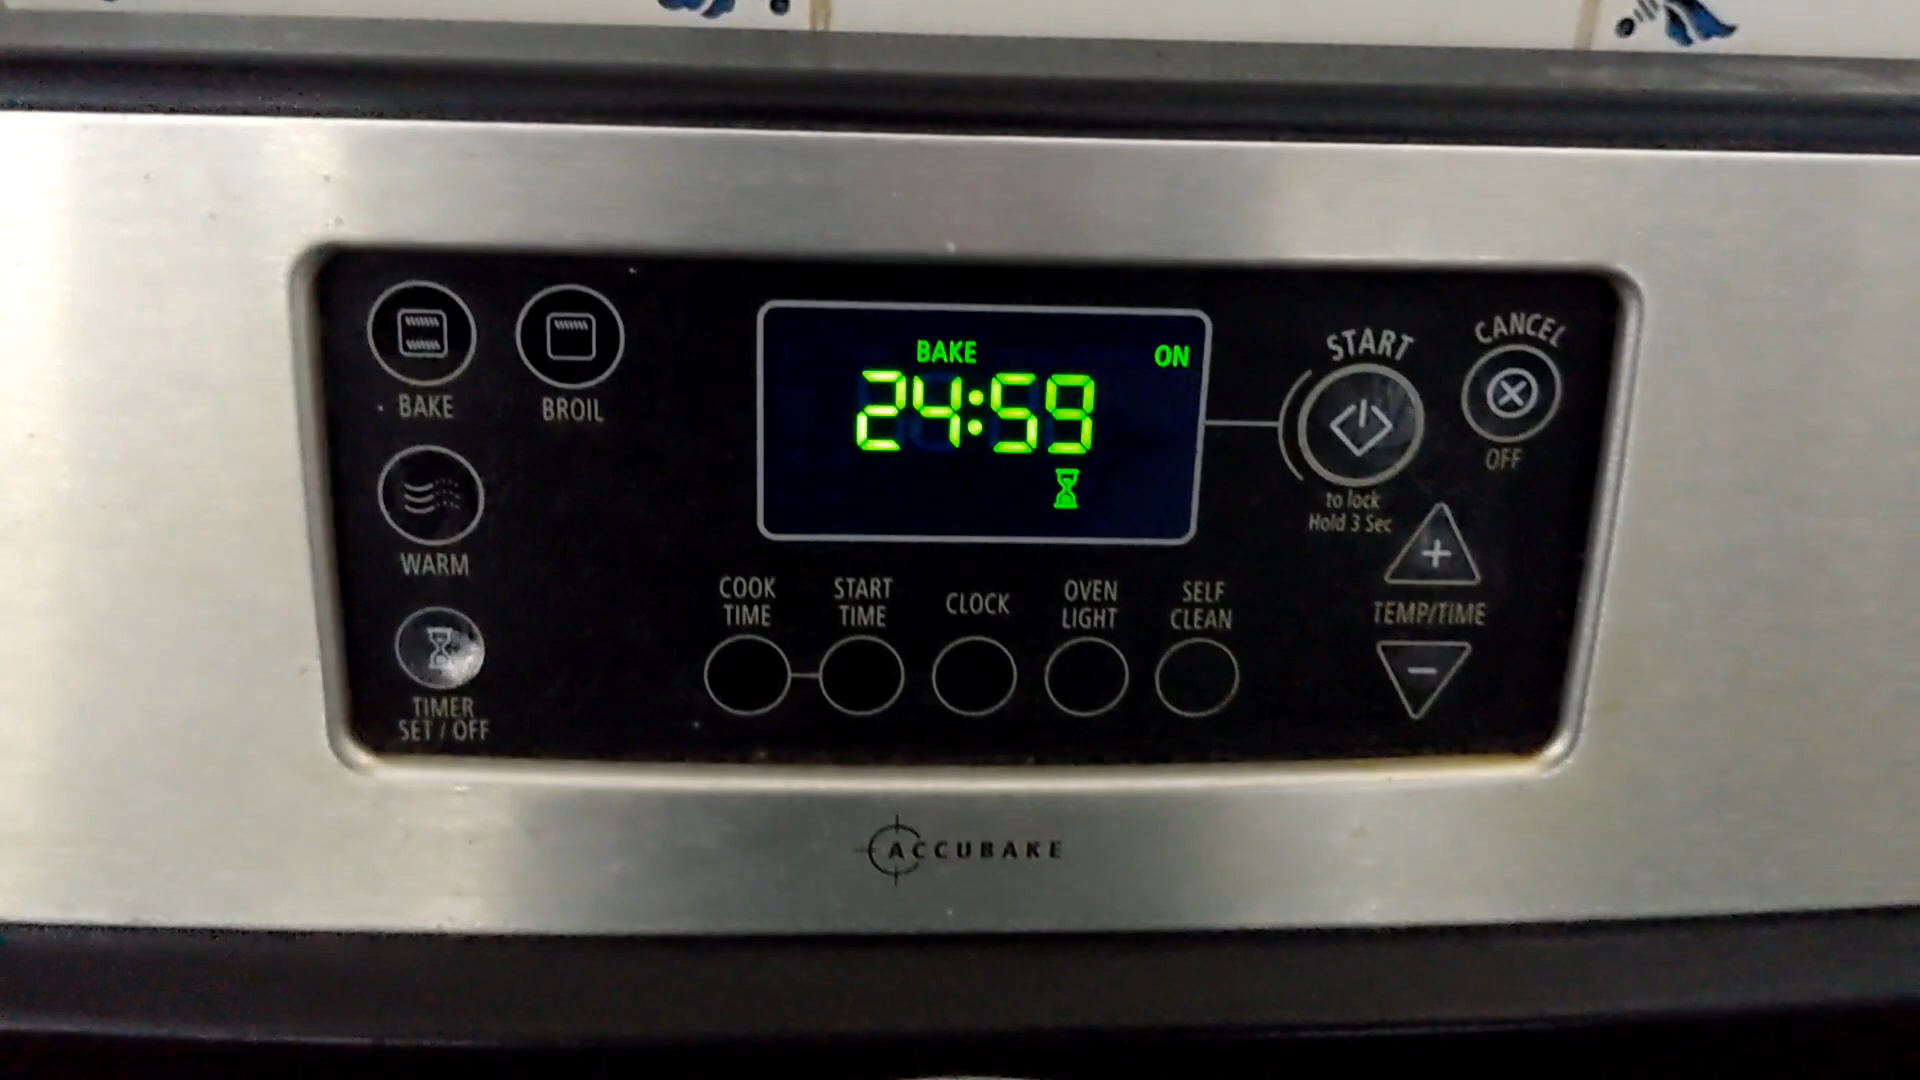 BAKE ON
24:59
BAKE
BROIL
START
to lock
Hold 3 Sec
CANCEL
OFF
WARM
COOK
TIME
START
TIME
CLOCK
OVEN
LIGHT
SELF
CLEAN
+
TEMP/TIME
-
TIMER
SET / OFF
ACCUBAKE